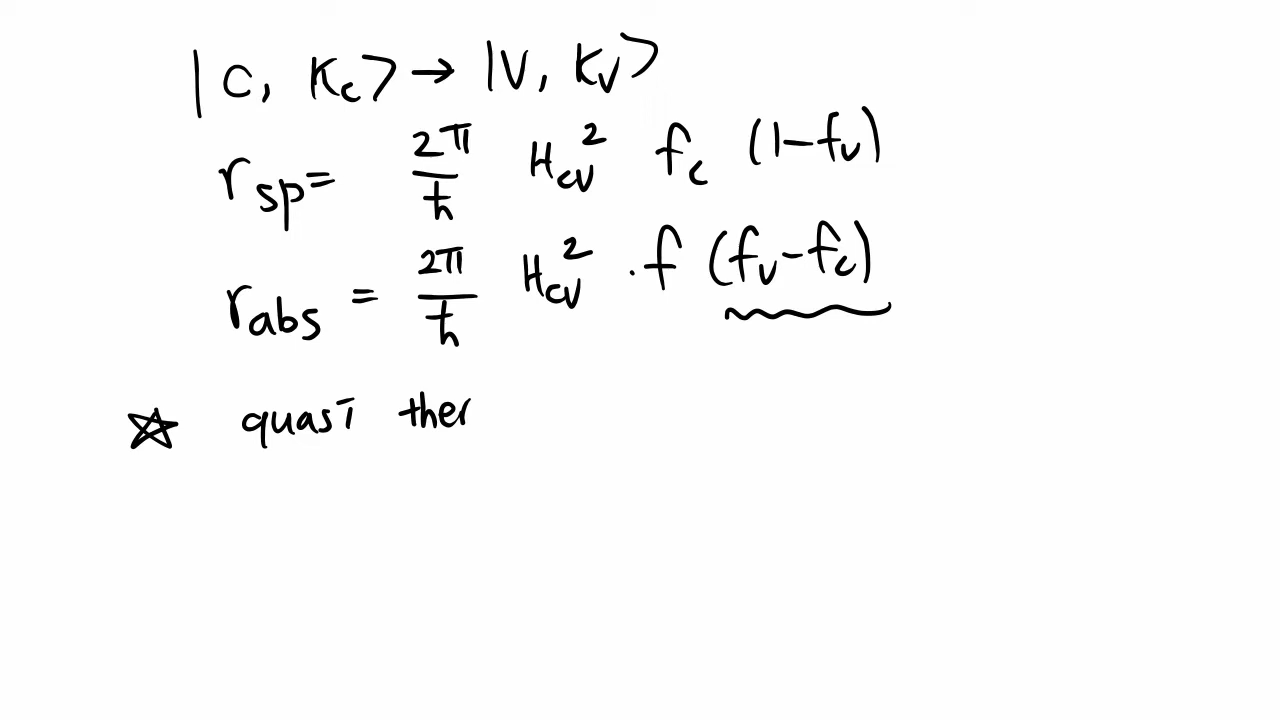 |c, k_c⟩ → |v, k_v⟩
r_sp = 2π/ħ H_cv² f_c (1-f_v)
r_abs = 2π/ħ H_cv² · f (f_v - f_c)
☆ quasi ther